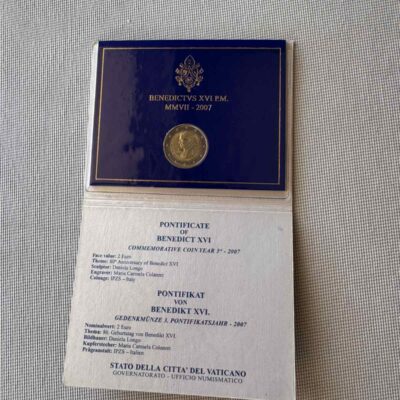 BENEDICTVS XVI P.M.
MMVII - 2007
PONTIFICATE
OF
BENEDICT XVI
COMMEMORATIVE COIN YEAR 3° - 2007
Face value: 2 Euro
Theme: 80th Anniversary of Benedict XVI
Sculptor: Daniela Longo
Engraver: Maria Carmela Colaneri
Coinage: IPZS – Italy
PONTIFIKAT
VON
BENEDIKT XVI.
GEDENKMÜNZE 3. PONTIFIKATSJAHR - 2007
Nominalwert: 2 Euro
Thema: 80. Geburtstag von Benedikt XVI.
Bildhauer: Daniela Longo
Kupferstecher: Maria Carmela Colaneri
Prägeanstalt: IPZS – Italien
STATO DELLA CITTA' DEL VATICANO
GOVERNATORATO - UFFICIO NUMISMATICO